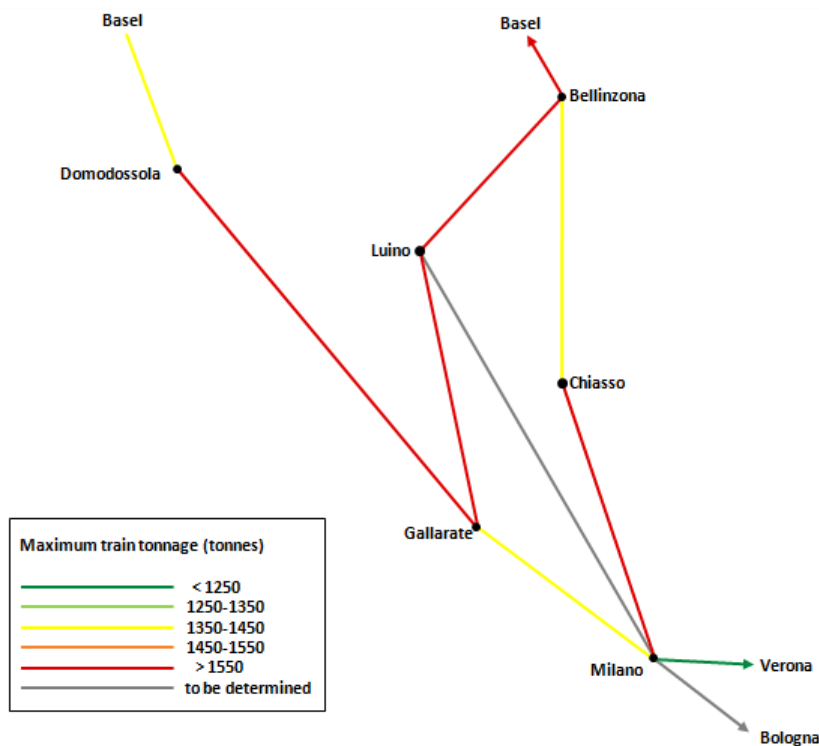 Basel
Basel
Bellinzona
Domodossola
Luino
Chiasso
Gallarate
Maximum train tonnage (tonnes)
< 1250
1250-1350
1350-1450
1450-1550
> 1550
to be determined
Milano
Verona
Bologna